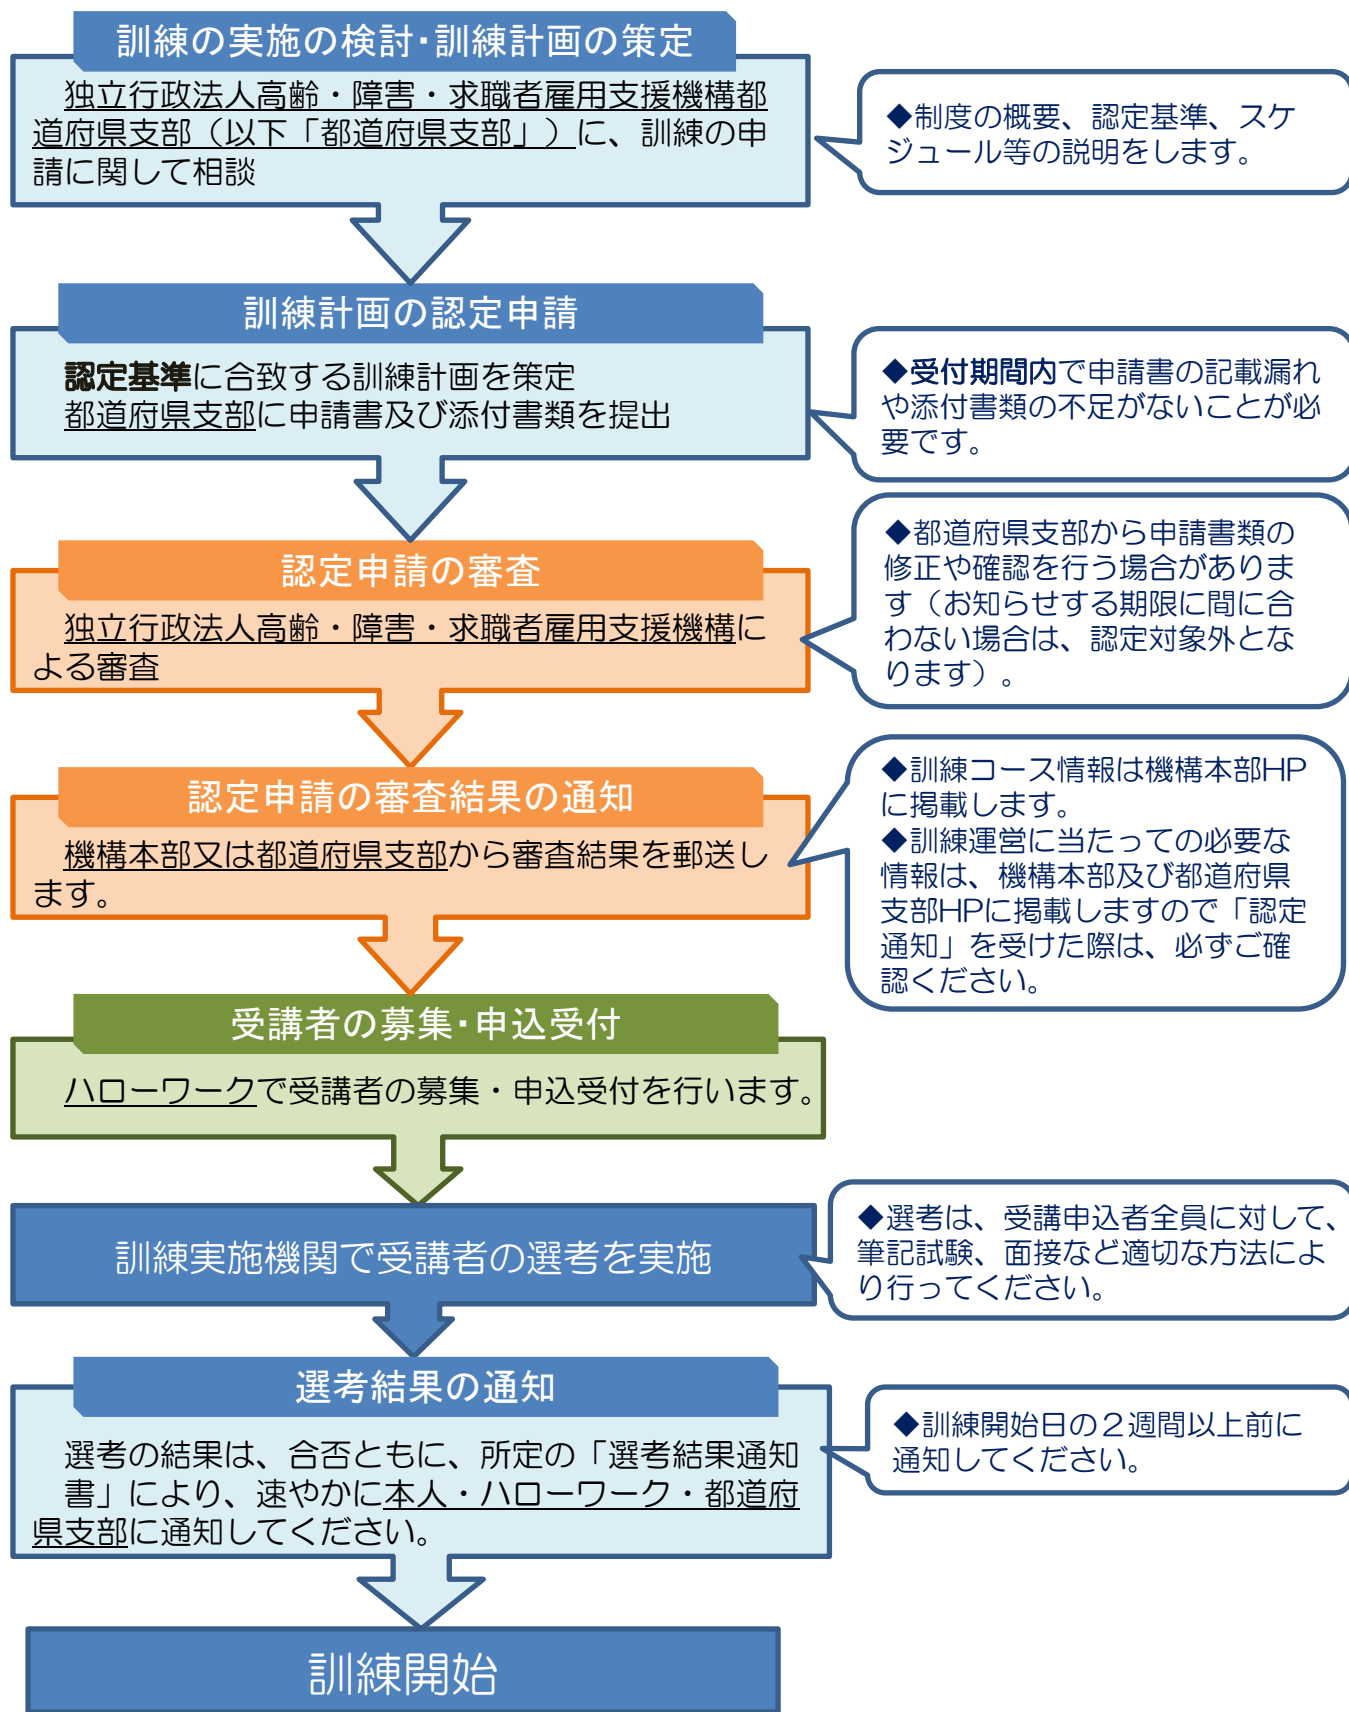 訓練の実施の検討・訓練計画の策定
独立行政法人高齢・障害・求職者雇用支援機構都
道府県支部（以下「都道府県支部」）に、訓練の申
請に関して相談
◆制度の概要、認定基準、スケ
ジュール等の説明をします。
訓練計画の認定申請
認定基準に合致する訓練計画を策定
都道府県支部に申請書及び添付書類を提出
◆受付期間内で申請書の記載漏れ
や添付書類の不足がないことが必
要です。
認定申請の審査
独立行政法人高齢・障害・求職者雇用支援機構に
よる審査
◆都道府県支部から申請書類の
修正や確認を行う場合がありま
す（お知らせする期限に間に合
わない場合は、認定対象外とな
ります）。
認定申請の審査結果の通知
機構本部又は都道府県支部から審査結果を郵送し
ます。
◆訓練コース情報は機構本部HP
に掲載します。
◆訓練運営に当たっての必要な
情報は、機構本部及び都道府県
支部HPに掲載しますので「認定
通知」を受けた際は、必ずご確
認ください。
受講者の募集・申込受付
ハローワークで受講者の募集・申込受付を行います。
訓練実施機関で受講者の選考を実施
◆選考は、受講申込者全員に対して、
筆記試験、面接など適切な方法によ
り行ってください。
選考結果の通知
選考の結果は、合否ともに、所定の「選考結果通知
書」により、速やかに本人・ハローワーク・都道府
県支部に通知してください。
◆訓練開始日の２週間以上前に
通知してください。
訓練開始